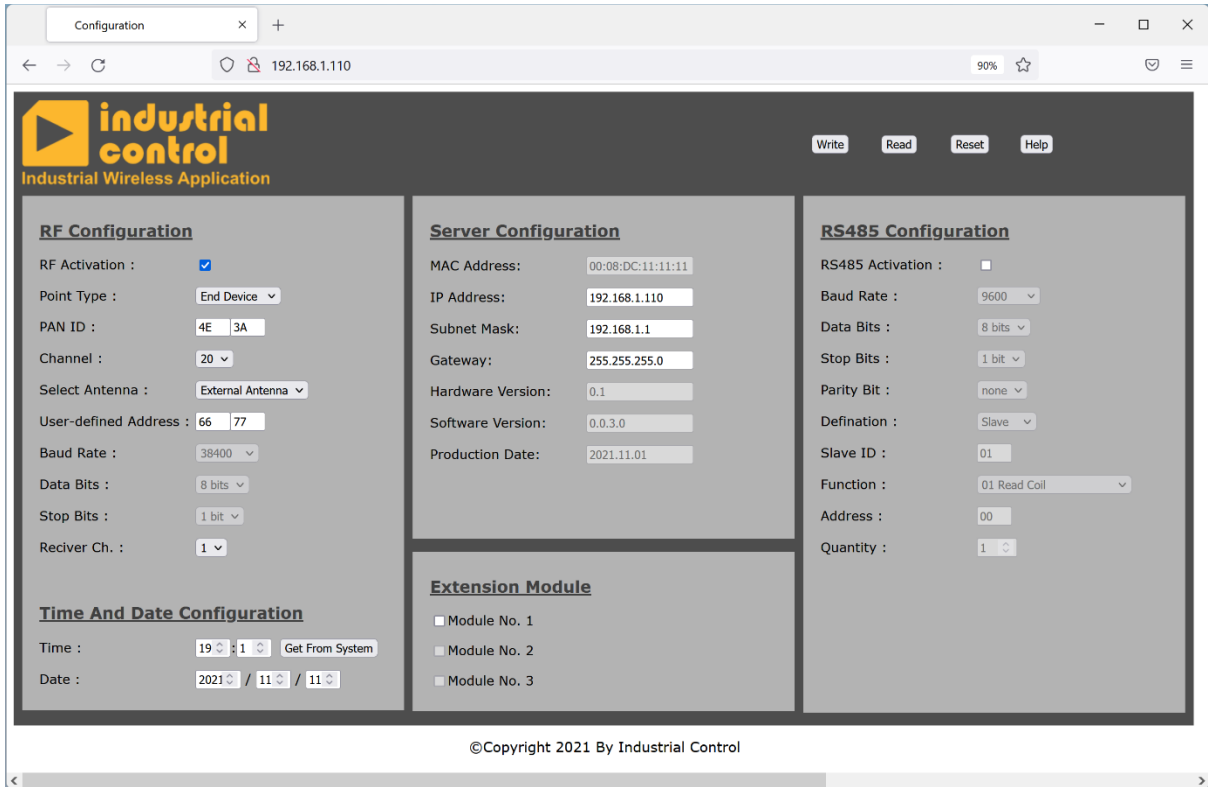 Configuration
192.168.1.110
90%
industrial
control
Industrial Wireless Application
Write Read Reset Help
RF Configuration
RF Activation :
Point Type : End Device
PAN ID : 4E 3A
Channel : 20
Select Antenna : External Antenna
User-defined Address : 66 77
Baud Rate : 38400
Data Bits : 8 bits
Stop Bits : 1 bit
Reciver Ch. : 1
Time And Date Configuration
Time : 19 : 1 Get From System
Date : 2021 / 11 / 11
Server Configuration
MAC Address: 00:08:DC:11:11:11
IP Address: 192.168.1.110
Subnet Mask: 192.168.1.1
Gateway: 255.255.255.0
Hardware Version: 0.1
Software Version: 0.0.3.0
Production Date: 2021.11.01
Extension Module
Module No. 1
Module No. 2
Module No. 3
RS485 Configuration
RS485 Activation :
Baud Rate : 9600
Data Bits : 8 bits
Stop Bits : 1 bit
Parity Bit : none
Defination : Slave
Slave ID : 01
Function : 01 Read Coil
Address : 00
Quantity : 1
©Copyright 2021 By Industrial Control